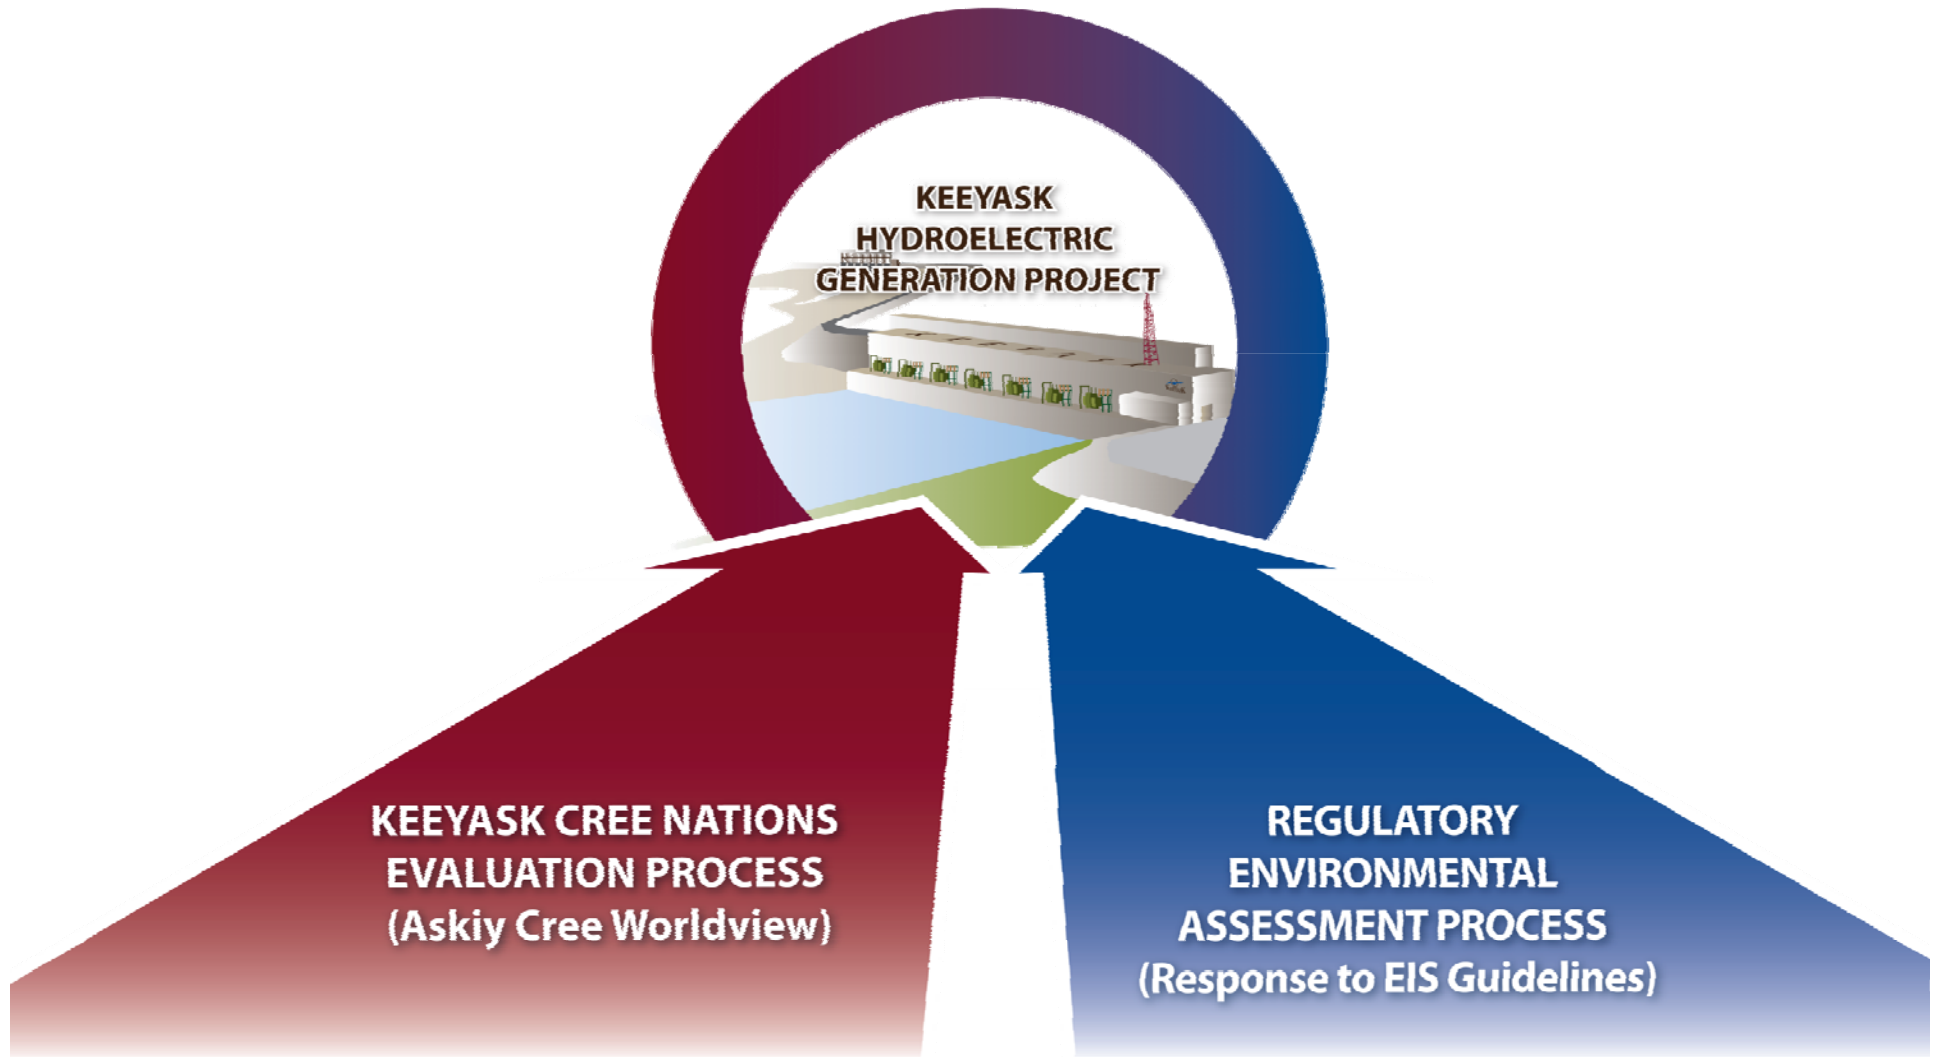 KEEYASK
HYDROELECTRIC
GENERATION PROJECT
KEEYASK CREE NATIONS
EVALUATION PROCESS
(Askiy Cree Worldview)
REGULATORY
ENVIRONMENTAL
ASSESSMENT PROCESS
(Response to EIS Guidelines)